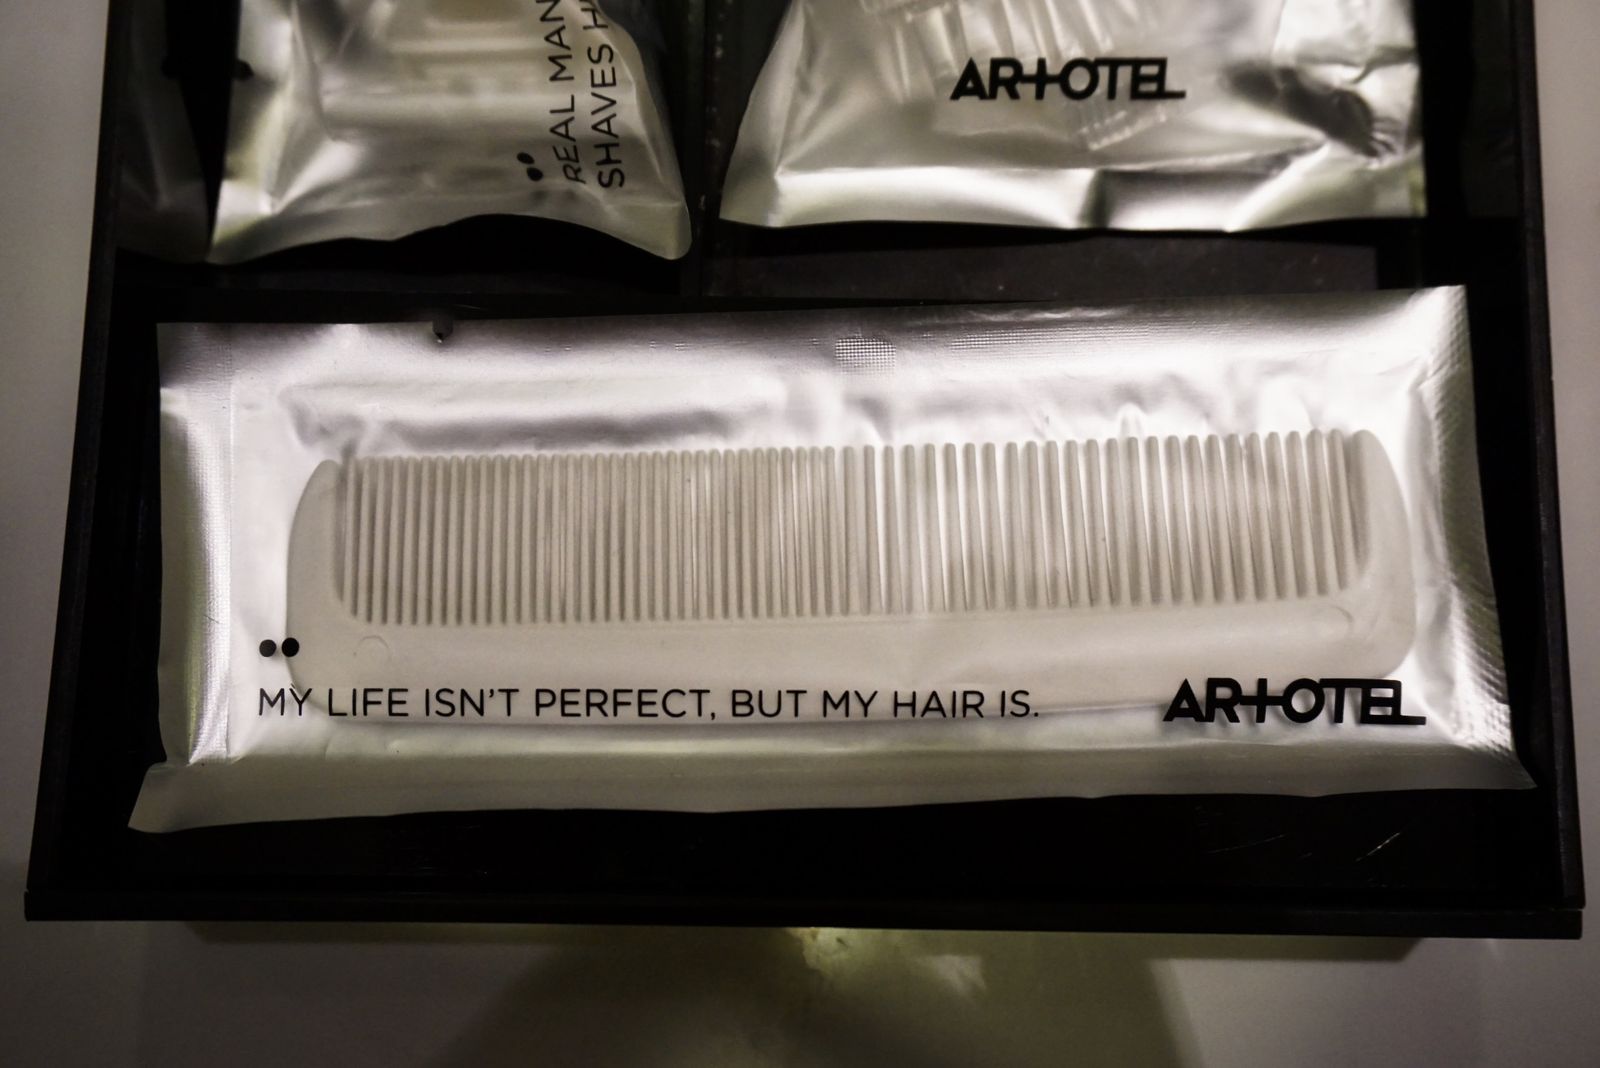 REAL MAN
SHAVES
ARTOTEL
MY LIFE ISN'T PERFECT, BUT MY HAIR IS.
ARTOTEL